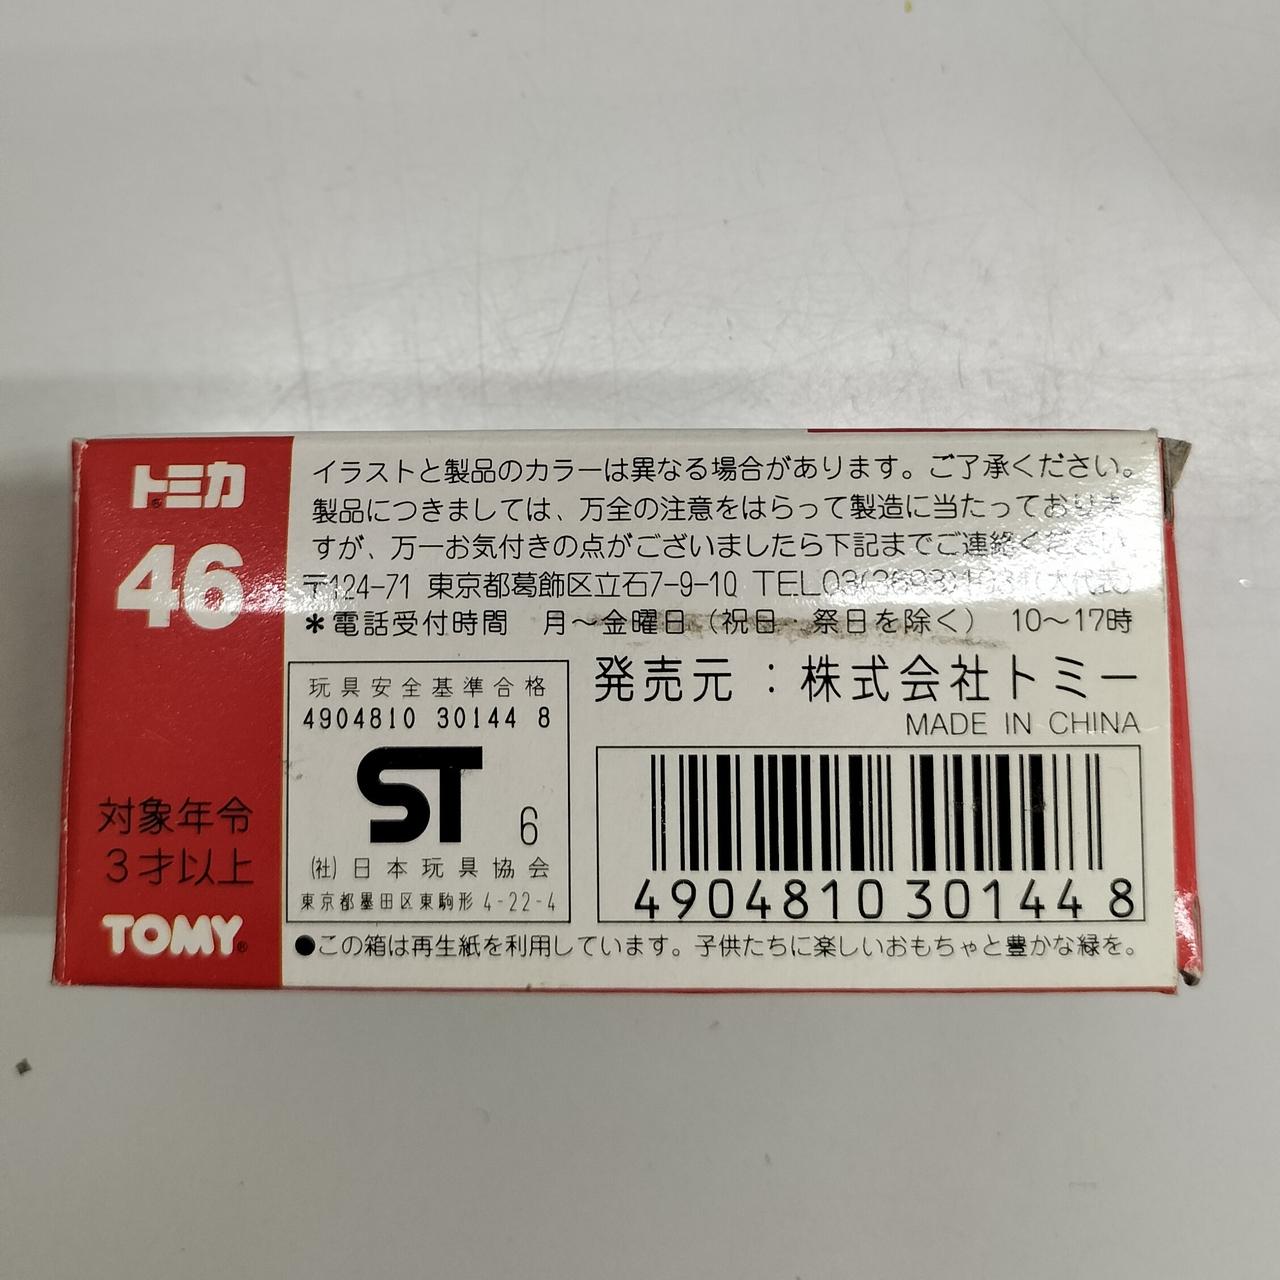 トミカ
46
対象年令
3才以上
TOMY®
イラストと製品のカラーは異なる場合があります。ご了承ください。
製品につきましては、万全の注意をはらって製造に当たっておりま
すが、万一お気付きの点がございましたら下記までご連絡ください。
〒124-71 東京都葛飾区立石7-9-10 TEL03(3693)
＊電話受付時間 月〜金曜日（祝日・祭日を除く） 10〜17時
玩具安全基準合格
4904810 30144 8
ST 6
(社)日本玩具協会
東京都墨田区東駒形 4-22-4
発売元：株式会社トミー
MADE IN CHINA
4904810 30144 8
●この箱は再生紙を利用しています。子供たちに楽しいおもちゃと豊かな緑を。